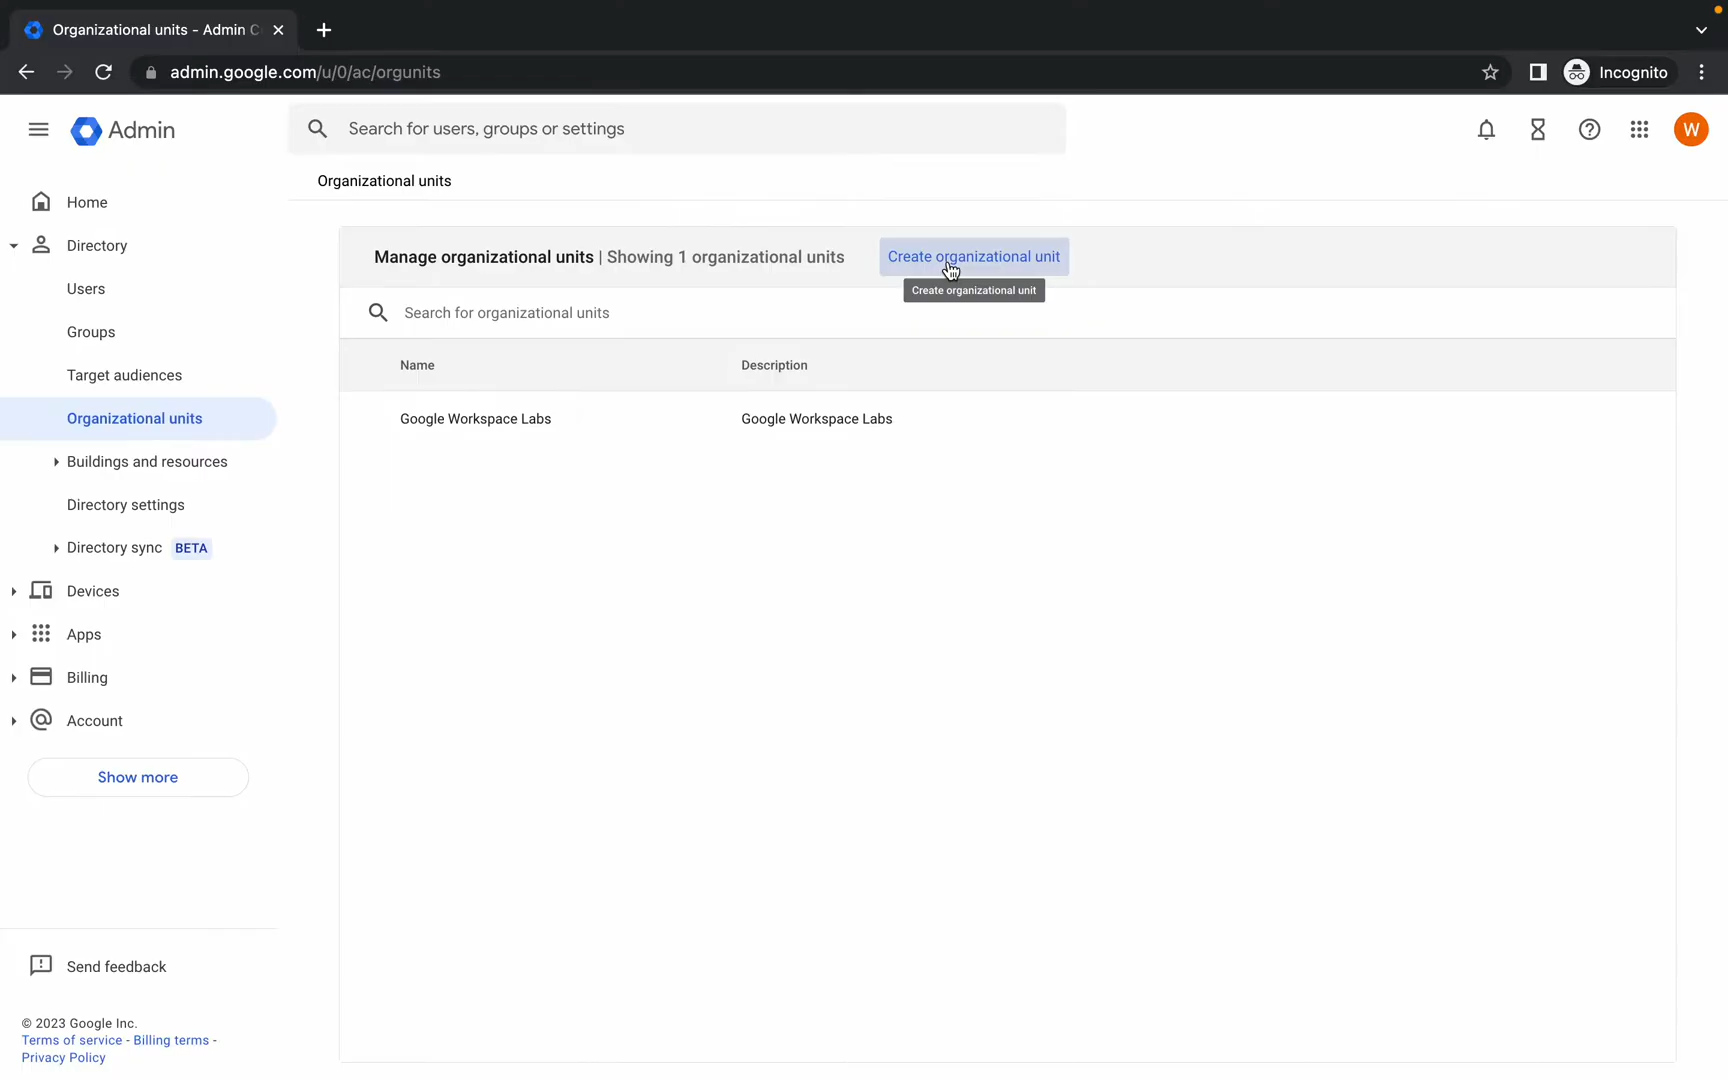 Organizational units - Admin C
admin.google.com/u/0/ac/orgunits
Incognito
Admin
Search for users, groups or settings
W
Organizational units
Home
Directory
Users
Groups
Target audiences
Organizational units
Buildings and resources
Directory settings
Directory sync BETA
Devices
Apps
Billing
Account
Show more
Send feedback
© 2023 Google Inc.
Terms of service - Billing terms -
Privacy Policy
Manage organizational units | Showing 1 organizational units
Create organizational unit
Create organizational unit
Search for organizational units
Name Description
Google Workspace Labs Google Workspace Labs